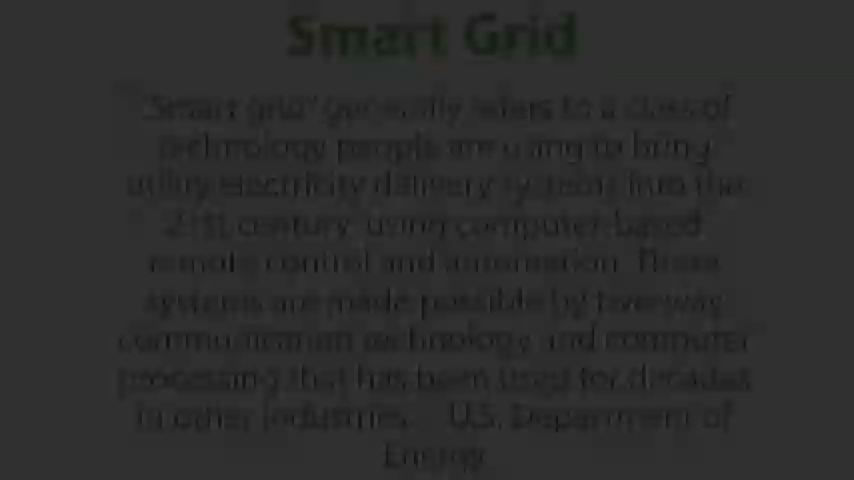 Smart Grid
"Smart grid" generally refers to a class of
technology people are using to bring
utility electricity delivery systems into the
21st century, using computer-based
remote control and automation. These
systems are made possible by two-way
communication technology and computer
processing that has been used for decades
in other industries. U.S. Department of
Energy